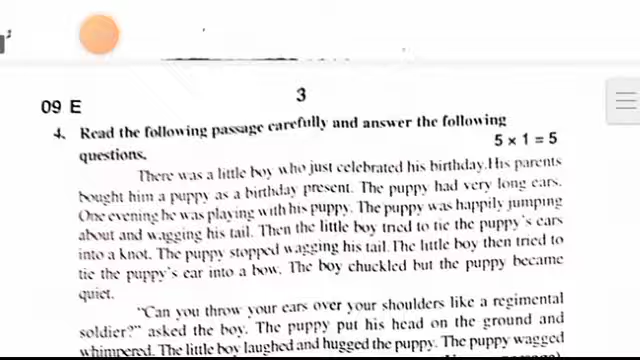 3
09 E
4. Read the following passage carefully and answer the following
questions. 5 × 1 = 5
There was a little boy who just celebrated his birthday.His parents
bought him a puppy as a birthday present. The puppy had very long ears.
One evening he was playing with his puppy. The puppy was happily jumping
about and wagging his tail. Then the little boy tried to tie the puppy's ears
into a knot. The puppy stopped wagging his tail.The little boy then tried to
tie the puppy's ear into a bow. The boy chuckled but the puppy became
quiet.
"Can you throw your ears over your shoulders like a regimental
soldier?" asked the boy. The puppy put his head on the ground and
whimpered. The little boy laughed and hugged the puppy. The puppy wagged